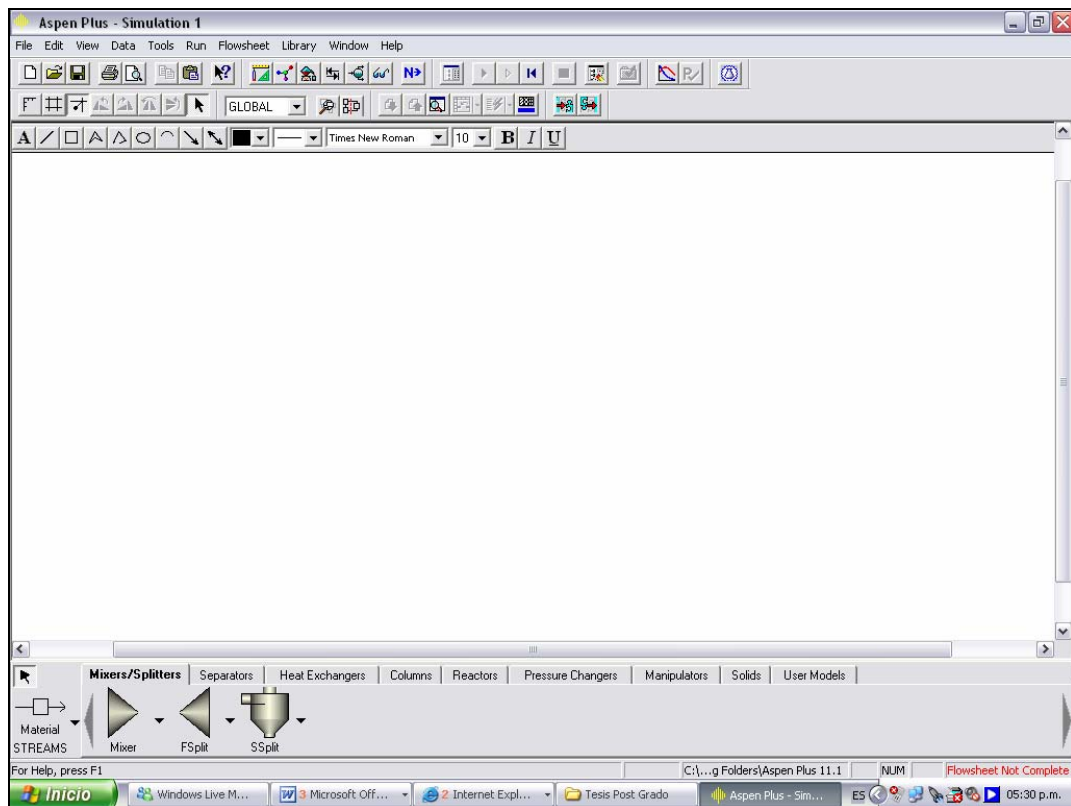 Aspen Plus - Simulation 1
File Edit View Data Tools Run Flowsheet Library Window Help
N>
GLOBAL
A Times New Roman 10 B I U
Mixers/Splitters Separators Heat Exchangers Columns Reactors Pressure Changers Manipulators Solids User Models
Material
STREAMS Mixer FSplit SSplit
For Help, press F1 C:\...g Folders\Aspen Plus 11.1 NUM Flowsheet Not Complete
Inicio Windows Live M... 3 Microsoft Off... 2 Internet Expl... Tesis Post Grado Aspen Plus - Sim... ES 05:30 p.m.